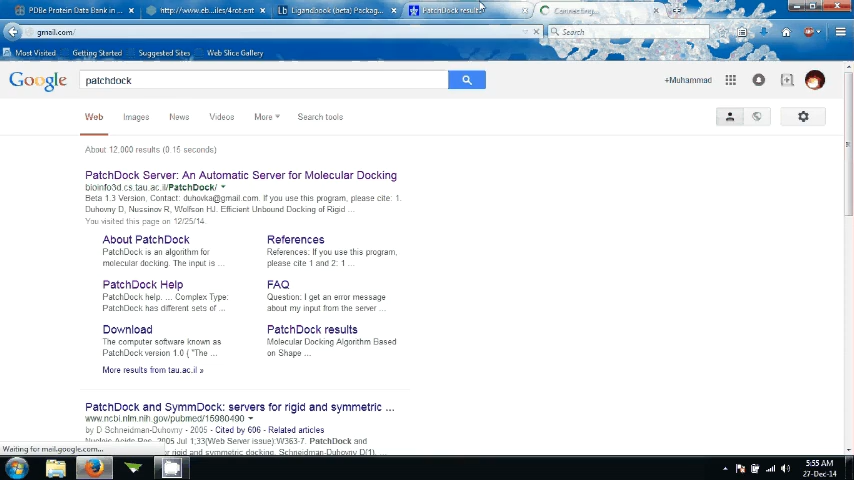 PDBe Protein Data Bank in ...
http://www.eb...iles/4rot.ent
Ligandbook (beta) Packag...
PatchDock results
Connecting...
gmail.com/
Search
Most Visited
Getting Started
Suggested Sites
Web Slice Gallery
Google
patchdock
+Muhammad
Web Images News Videos More Search tools
About 12,000 results (0.16 seconds)
PatchDock Server: An Automatic Server for Molecular Docking
bioinfo3d.cs.tau.ac.il/PatchDock/
Beta 1.3 Version, Contact: duhovka@gmail.com. If you use this program, please cite: 1.
Duhovny D, Nussinov R, Wolfson HJ. Efficient Unbound Docking of Rigid ...
You visited this page on 12/25/14.
About PatchDock
PatchDock is an algorithm for
molecular docking. The input is ...
References
References: If you use this program,
please cite 1 and 2: 1 ...
PatchDock Help
PatchDock help. ... Complex Type:
PatchDock has different sets of ...
FAQ
Question: I get an error message
about my input from the server ...
Download
The computer software known as
PatchDock version 1.0 ( "The ...
PatchDock results
Molecular Docking Algorithm Based
on Shape ...
More results from tau.ac.il »
PatchDock and SymmDock: servers for rigid and symmetric ...
www.ncbi.nlm.nih.gov/pubmed/15980490
by D Schneidman-Duhovny - 2005 - Cited by 606 - Related articles
Nucleic Acids Res. 2005 Jul 1;33(Web Server issue):W363-7. PatchDock and
r rigid and symmetric docking. Schneidman-Duhovny D(1),
Waiting for mail.google.com...
5:55 AM
27-Dec-14